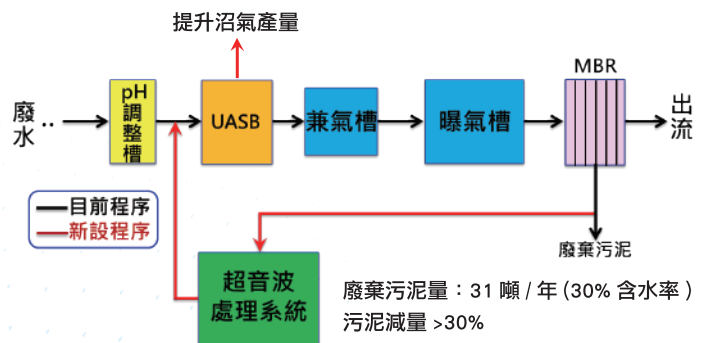 提升沼氣產量
MBR
廢水‥
pH調整槽
UASB
兼氣槽
曝氣槽
出流
目前程序
新設程序
廢棄污泥
超音波
處理系統
廢棄污泥量：31 噸 / 年 (30% 含水率 )
污泥減量 >30%